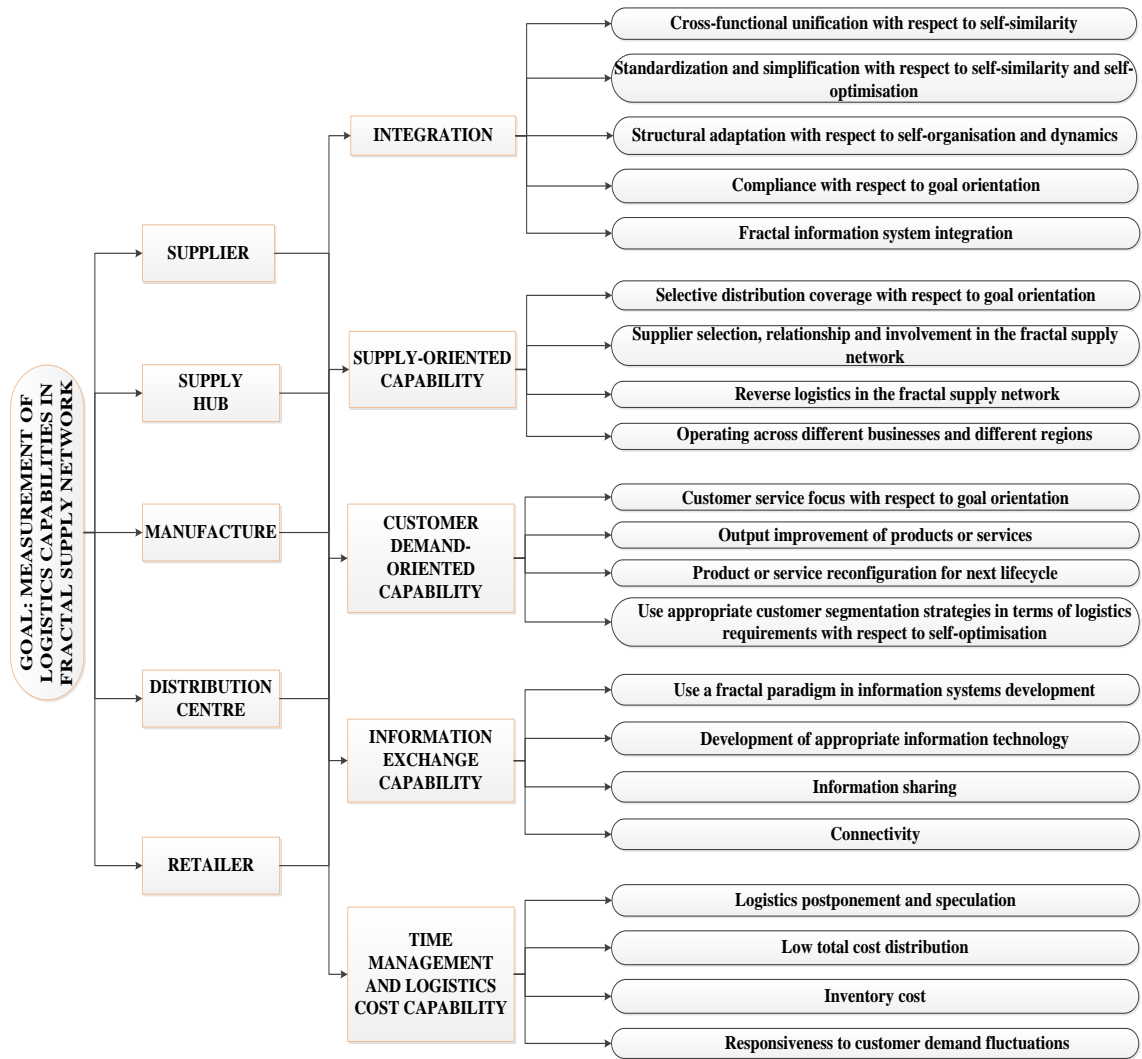 GOAL: MEASUREMENT OF
LOGISTICS CAPABILITIES IN
FRACTAL SUPPLY NETWORK
SUPPLIER
SUPPLY
HUB
MANUFACTURE
DISTRIBUTION
CENTRE
RETAILER
INTEGRATION
SUPPLY-ORIENTED
CAPABILITY
CUSTOMER
DEMAND-
ORIENTED
CAPABILITY
INFORMATION
EXCHANGE
CAPABILITY
TIME
MANAGEMENT
AND LOGISTICS
COST CAPABILITY
Cross-functional unification with respect to self-similarity
Standardization and simplification with respect to self-similarity and self-
optimisation
Structural adaptation with respect to self-organisation and dynamics
Compliance with respect to goal orientation
Fractal information system integration
Selective distribution coverage with respect to goal orientation
Supplier selection, relationship and involvement in the fractal supply
network
Reverse logistics in the fractal supply network
Operating across different businesses and different regions
Customer service focus with respect to goal orientation
Output improvement of products or services
Product or service reconfiguration for next lifecycle
Use appropriate customer segmentation strategies in terms of logistics
requirements with respect to self-optimisation
Use a fractal paradigm in information systems development
Development of appropriate information technology
Information sharing
Connectivity
Logistics postponement and speculation
Low total cost distribution
Inventory cost
Responsiveness to customer demand fluctuations